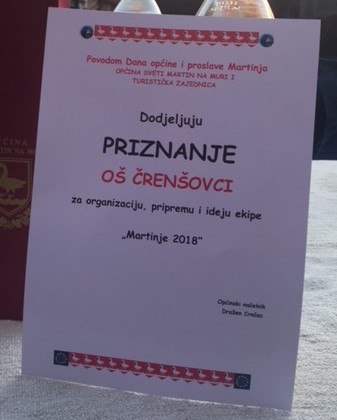 Povodom Dana općine i proslave Martinja
OPĆINA SVETI MARTIN NA MURI I
TURISTIČKA ZAJEDNICA
Dodjeljuju
PRIZNANJE
OŠ ČRENŠOVCI
za organizaciju, pripremu i ideju ekipe
„Martinje 2018"
Općinski načelnik
Dražen Crnčec